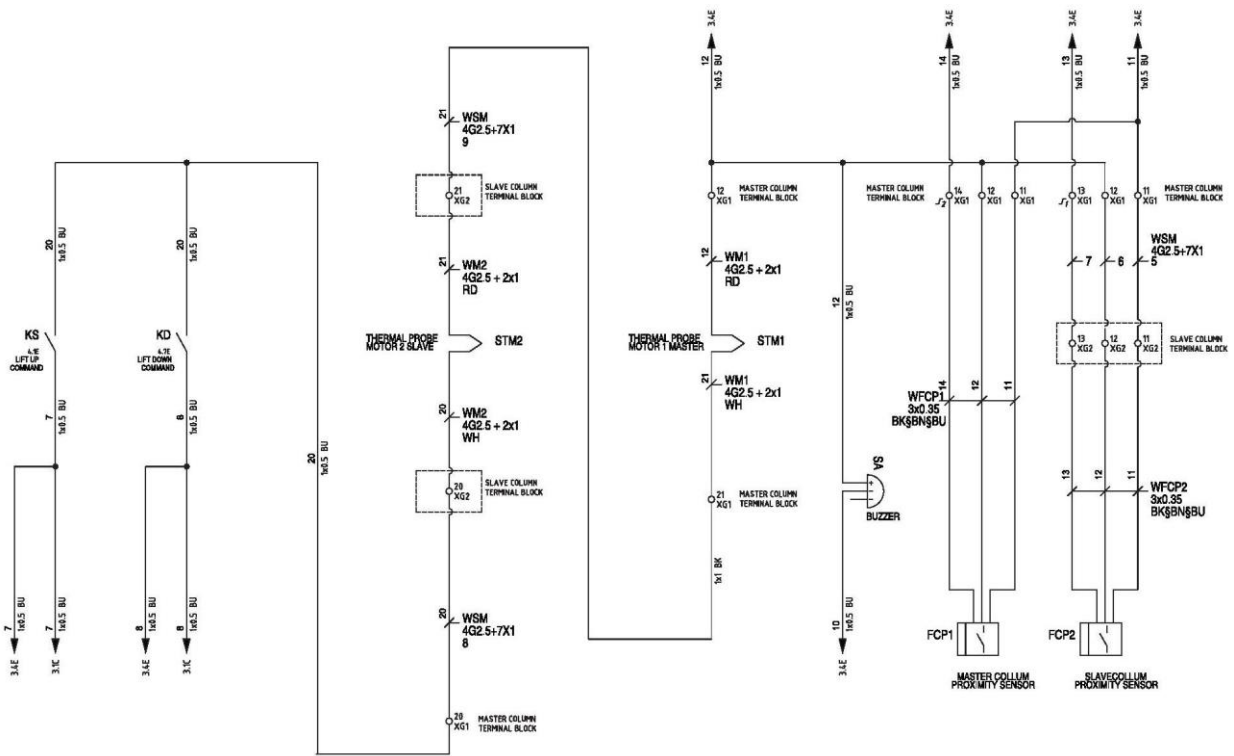 3.4E
3.4E
3.4E
3.4E
12
1x0.5 BU
14
1x0.5 BU
13
1x0.5 BU
11
1x0.5 BU
21
WSM
4G2.5+7X1
9
21
XG2
SLAVE COLUMN
TERMINAL BLOCK
12
XG1
MASTER COLUMN
TERMINAL BLOCK
MASTER COLUMN
TERMINAL BLOCK
14
XG1
12
XG1
11
XG1
13
XG1
12
XG1
11
XG1
MASTER COLUMN
TERMINAL BLOCK
20
1x0.5 BU
20
1x0.5 BU
21
WM2
4G2.5 + 2x1
RD
12
WM1
4G2.5 + 2x1
RD
12
1x0.5 BU
WSM
4G2.5+7X1
7
6
5
KS
4.1E
LIFT UP
COMMAND
KD
4.7E
LIFT DOWN
COMMAND
THERMAL PROBE
MOTOR 2 SLAVE
STM2
THERMAL PROBE
MOTOR 1 MASTER
STM1
13
XG2
12
XG2
11
XG2
SLAVE COLUMN
TERMINAL BLOCK
7
1x0.5 BU
8
1x0.5 BU
20
WM2
4G2.5 + 2x1
WH
21
WM1
4G2.5 + 2x1
WH
14
12
11
WFCP1
3x0.35
BK§BN§BU
20
1x0.5 BU
20
XG2
SLAVE COLUMN
TERMINAL BLOCK
21
XG1
MASTER COLUMN
TERMINAL BLOCK
SA
BUZZER
13
12
11
WFCP2
3x0.35
BK§BN§BU
1x1 BK
7
1x0.5 BU
7
1x0.5 BU
8
1x0.5 BU
8
1x0.5 BU
20
WSM
4G2.5+7X1
8
10
1x0.5 BU
FCP1
FCP2
3.4E
3.1C
3.4E
3.1C
3.4E
MASTER COLLUM
PROXIMITY SENSOR
SLAVECOLLUM
PROXIMITY SENSOR
20
XG1
MASTER COLUMN
TERMINAL BLOCK